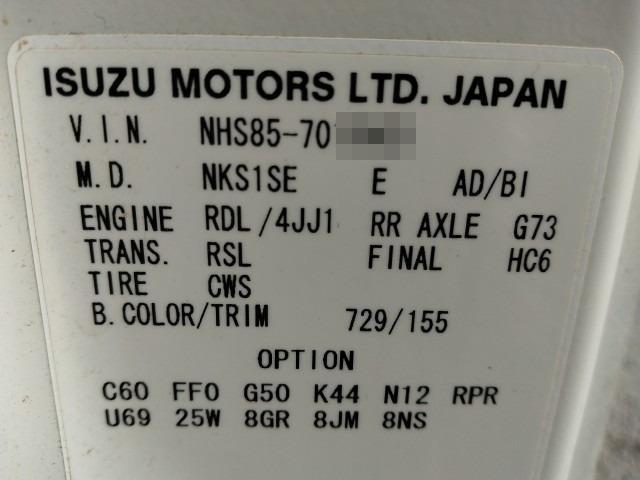 ISUZU MOTORS LTD. JAPAN
V.I.N. NHS85-70
M.D. NKS1SE E AD/BI
ENGINE RDL/4JJ1 RR AXLE G73
TRANS. RSL FINAL HC6
TIRE CWS
B.COLOR/TRIM 729/155
OPTION
C60 FF0 G50 K44 N12 RPR
U69 25W 8GR 8JM 8NS